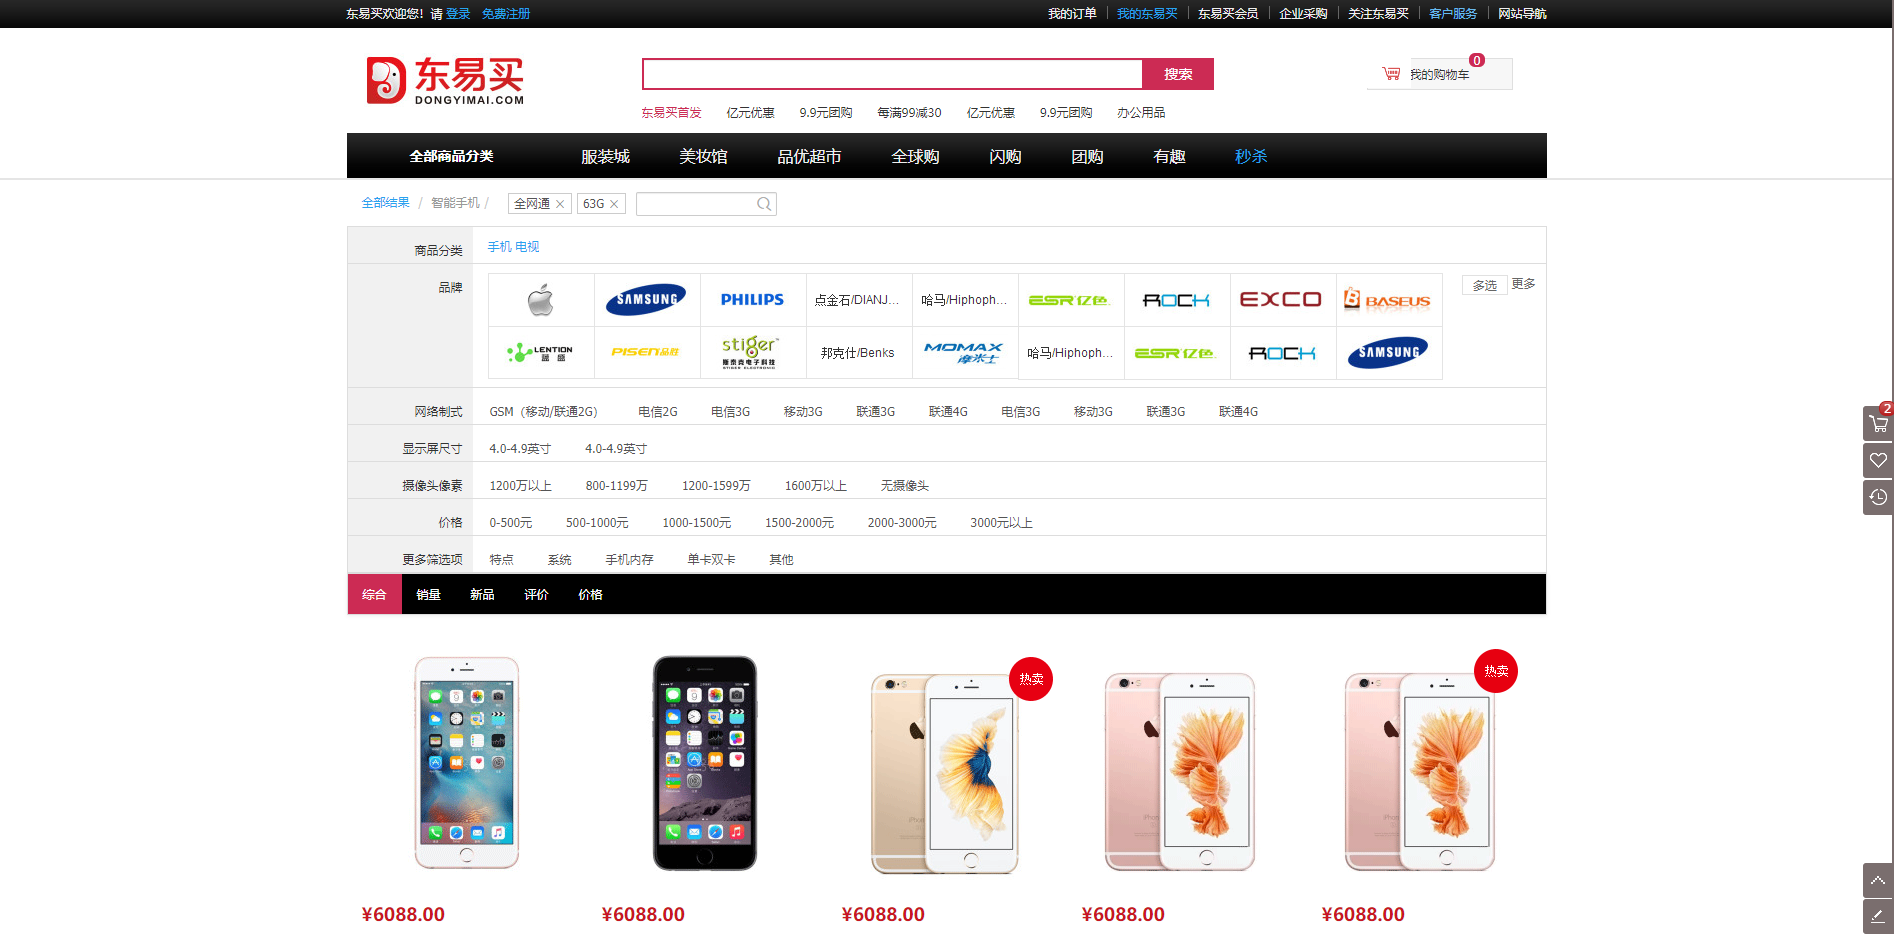 东易买欢迎您！请 登录 免费注册 我的订单 我的东易买 东易买会员 企业采购 关注东易买 客户服务 网站导航
东易买
DONGYIMAI.COM
搜索
0
我的购物车
东易买首发 亿元优惠 9.9元团购 每满99减30 亿元优惠 9.9元团购 办公用品
全部商品分类 服装城 美妆馆 品优超市 全球购 闪购 团购 有趣 秒杀
全部结果 / 智能手机 / 全网通 × 63G ×
商品分类 手机 电视
品牌 SAMSUNG PHILIPS 点金石/DIANJ... 哈马/Hiphoph... ESR亿色 ROCK EXCO BASEUS 多选 更多
LENTION 蓝盛 PISEN品胜 stiger 斯泰克电子科技 STIGER ELECTRONIC 邦克仕/Benks MOMAX 摩米士 哈马/Hiphoph... ESR亿色 ROCK SAMSUNG
网络制式 GSM（移动/联通2G） 电信2G 电信3G 移动3G 联通3G 联通4G 电信3G 移动3G 联通3G 联通4G
2
显示屏尺寸 4.0-4.9英寸 4.0-4.9英寸
摄像头像素 1200万以上 800-1199万 1200-1599万 1600万以上 无摄像头
价格 0-500元 500-1000元 1000-1500元 1500-2000元 2000-3000元 3000元以上
更多筛选项 特点 系统 手机内存 单卡双卡 其他
综合 销量 新品 评价 价格
热卖 热卖
¥6088.00 ¥6088.00 ¥6088.00 ¥6088.00 ¥6088.00